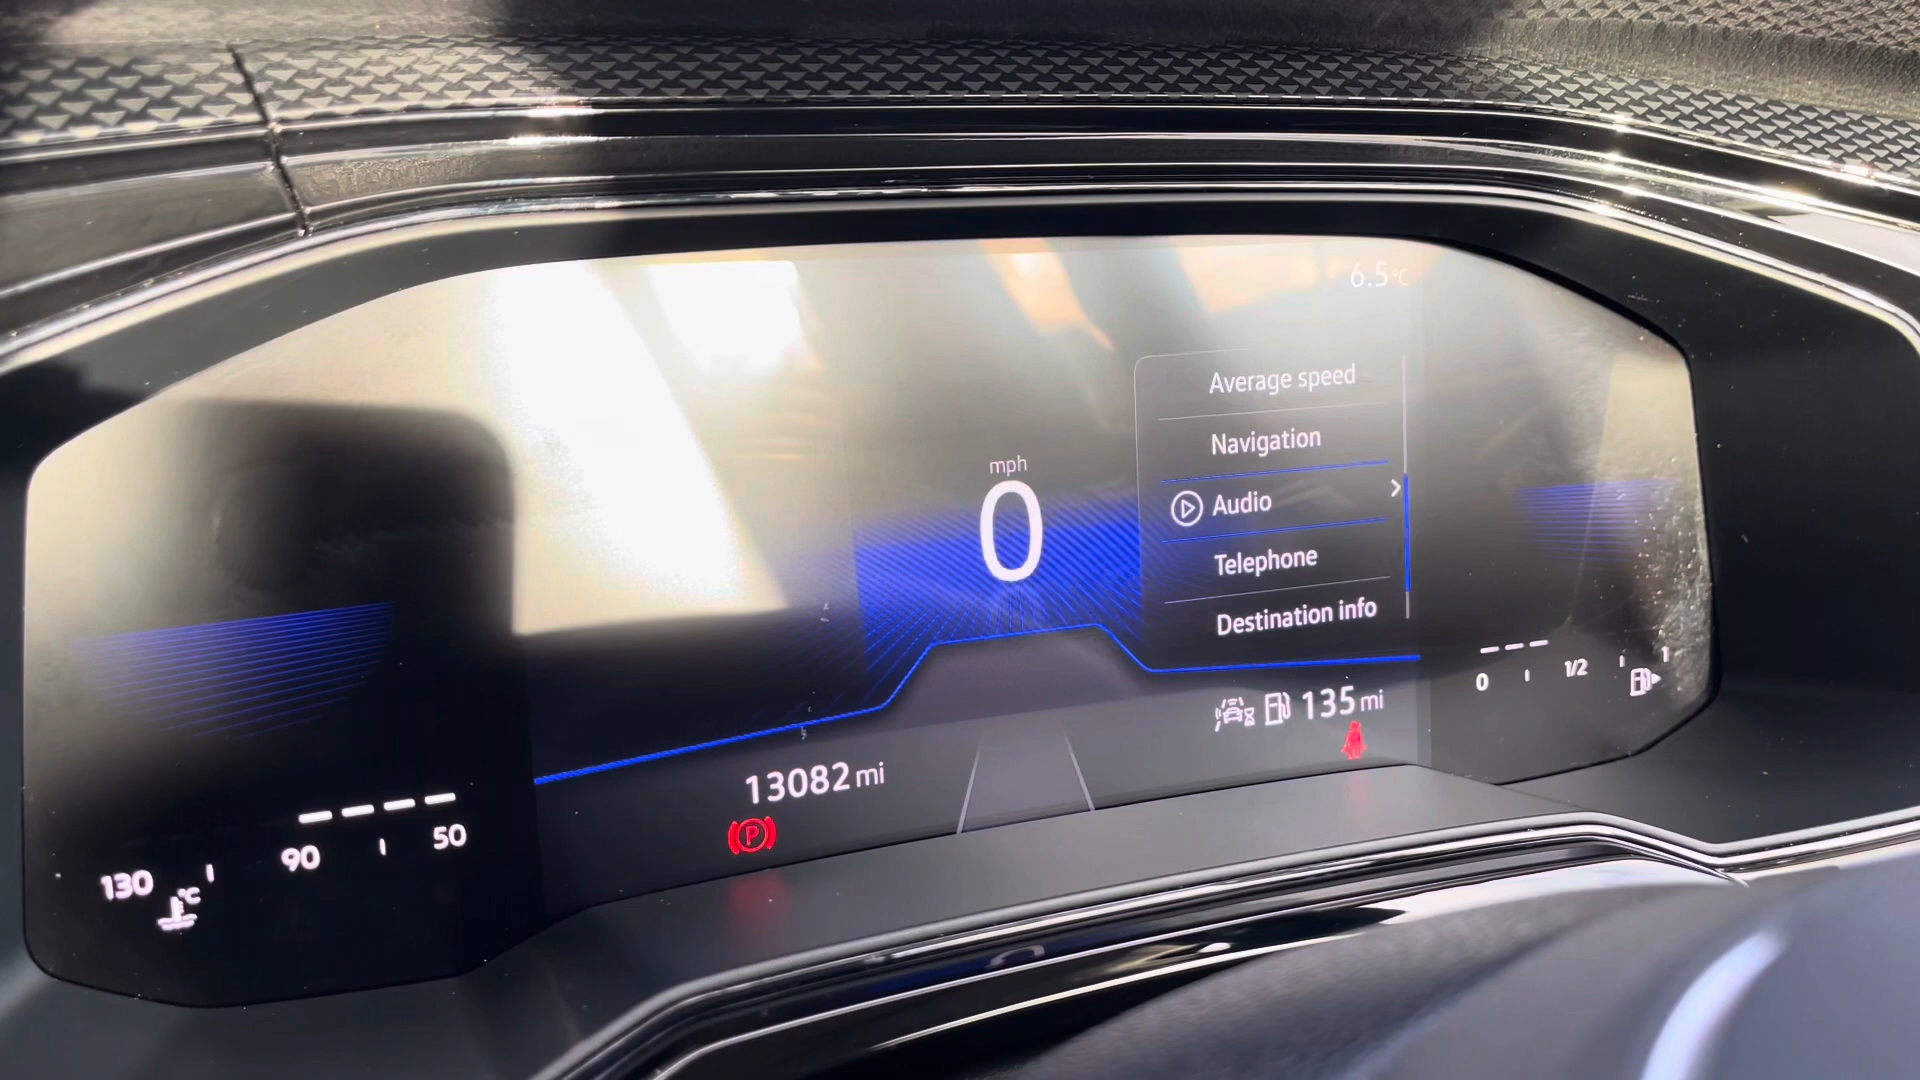 6.5°C
Average speed
Navigation
Audio
Telephone
Destination info
mph
0
135 mi
13082 mi
P
130 90 50
°C
0 1/2 1